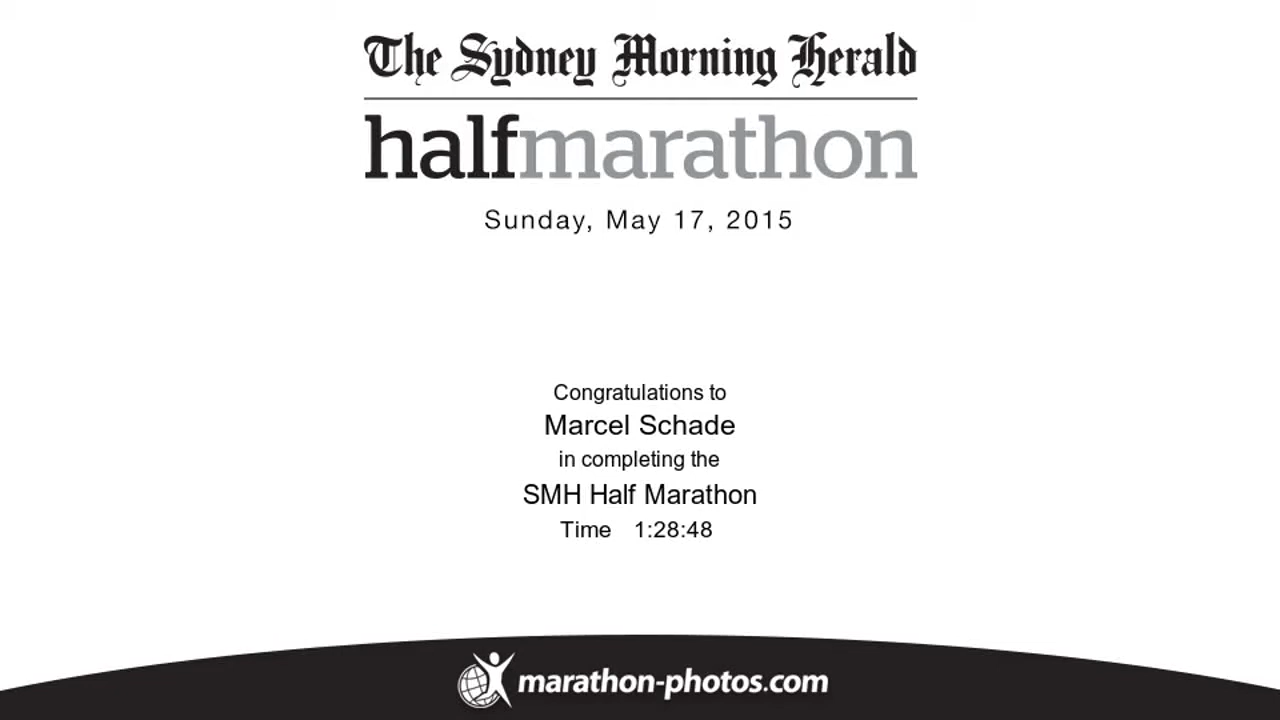 The Sydney Morning Herald
halfmarathon
Sunday, May 17, 2015
Congratulations to
Marcel Schade
in completing the
SMH Half Marathon
Time 1:28:48
marathon-photos.com